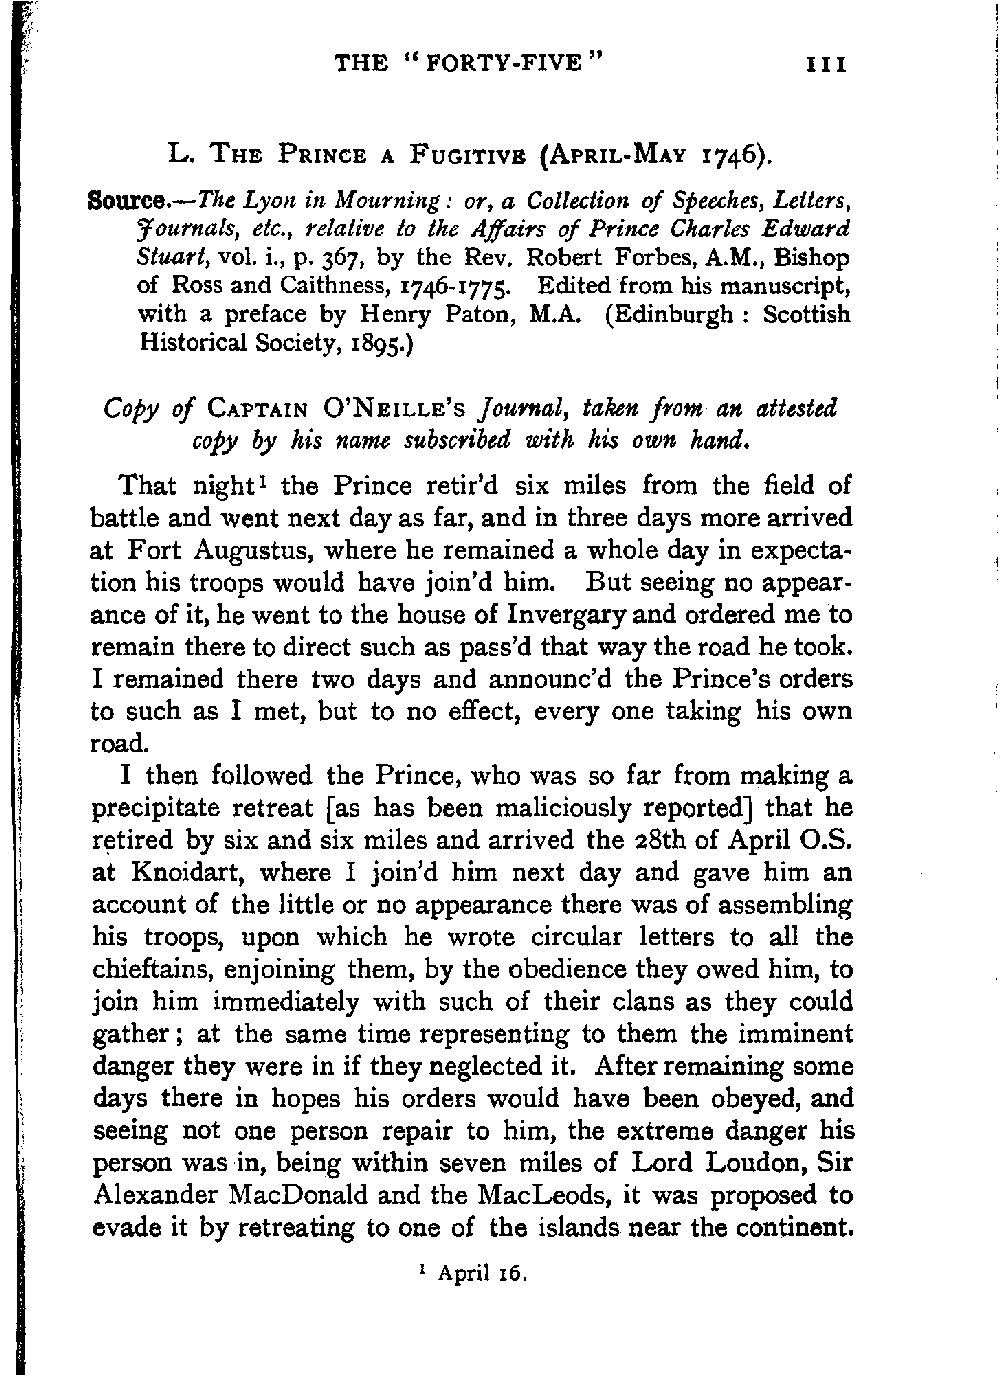 THE "FORTY-FIVE" 111
L. THE PRINCE A FUGITIVE (APRIL-MAY 1746).
Source.—The Lyon in Mourning: or, a Collection of Speeches, Letters,
Journals, etc., relative to the Affairs of Prince Charles Edward
Stuart, vol. i., p. 367, by the Rev. Robert Forbes, A.M., Bishop
of Ross and Caithness, 1746-1775. Edited from his manuscript,
with a preface by Henry Paton, M.A. (Edinburgh : Scottish
Historical Society, 1895.)
Copy of CAPTAIN O'NEILLE'S Journal, taken from an attested
copy by his name subscribed with his own hand.
That night¹ the Prince retir'd six miles from the field of
battle and went next day as far, and in three days more arrived
at Fort Augustus, where he remained a whole day in expecta-
tion his troops would have join'd him. But seeing no appear-
ance of it, he went to the house of Invergary and ordered me to
remain there to direct such as pass'd that way the road he took.
I remained there two days and announc'd the Prince's orders
to such as I met, but to no effect, every one taking his own
road.
I then followed the Prince, who was so far from making a
precipitate retreat [as has been maliciously reported] that he
retired by six and six miles and arrived the 28th of April O.S.
at Knoidart, where I join'd him next day and gave him an
account of the little or no appearance there was of assembling
his troops, upon which he wrote circular letters to all the
chieftains, enjoining them, by the obedience they owed him, to
join him immediately with such of their clans as they could
gather; at the same time representing to them the imminent
danger they were in if they neglected it. After remaining some
days there in hopes his orders would have been obeyed, and
seeing not one person repair to him, the extreme danger his
person was in, being within seven miles of Lord Loudon, Sir
Alexander MacDonald and the MacLeods, it was proposed to
evade it by retreating to one of the islands near the continent.
¹ April 16.